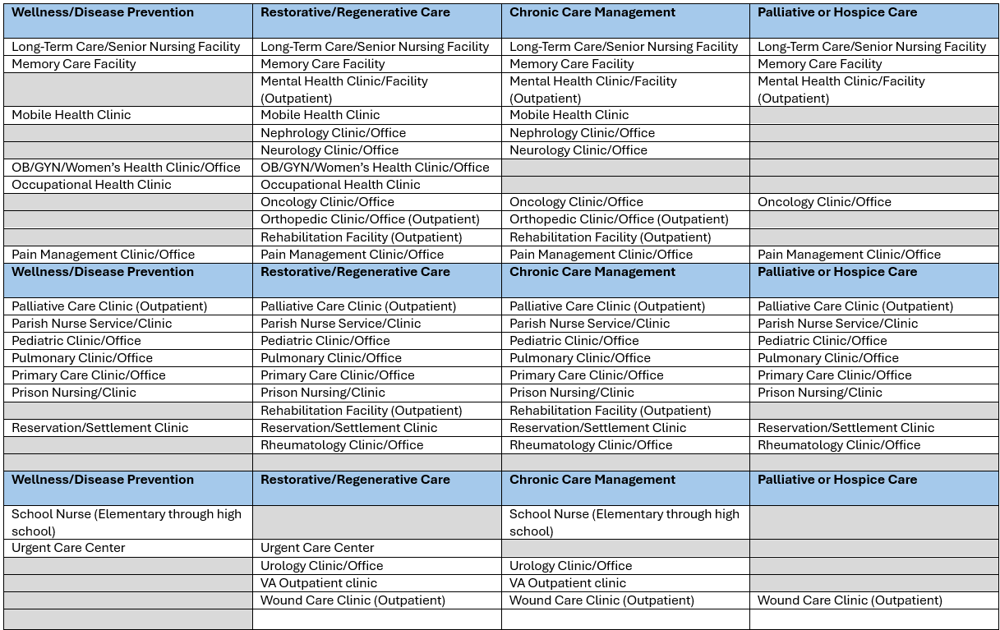 Wellness/Disease Prevention Restorative/Regenerative Care Chronic Care Management Palliative or Hospice Care
Long-Term Care/Senior Nursing Facility Long-Term Care/Senior Nursing Facility Long-Term Care/Senior Nursing Facility Long-Term Care/Senior Nursing Facility
Memory Care Facility Memory Care Facility Memory Care Facility Memory Care Facility
Mental Health Clinic/Facility Mental Health Clinic/Facility Mental Health Clinic/Facility
(Outpatient) (Outpatient) (Outpatient)
Mobile Health Clinic Mobile Health Clinic Mobile Health Clinic
Nephrology Clinic/Office Nephrology Clinic/Office
Neurology Clinic/Office Neurology Clinic/Office
OB/GYN/Women’s Health Clinic/Office OB/GYN/Women’s Health Clinic/Office
Occupational Health Clinic Occupational Health Clinic
Oncology Clinic/Office Oncology Clinic/Office Oncology Clinic/Office
Orthopedic Clinic/Office (Outpatient) Orthopedic Clinic/Office (Outpatient)
Rehabilitation Facility (Outpatient) Rehabilitation Facility (Outpatient)
Pain Management Clinic/Office Pain Management Clinic/Office Pain Management Clinic/Office Pain Management Clinic/Office
Wellness/Disease Prevention Restorative/Regenerative Care Chronic Care Management Palliative or Hospice Care
Palliative Care Clinic (Outpatient) Palliative Care Clinic (Outpatient) Palliative Care Clinic (Outpatient) Palliative Care Clinic (Outpatient)
Parish Nurse Service/Clinic Parish Nurse Service/Clinic Parish Nurse Service/Clinic Parish Nurse Service/Clinic
Pediatric Clinic/Office Pediatric Clinic/Office Pediatric Clinic/Office Pediatric Clinic/Office
Pulmonary Clinic/Office Pulmonary Clinic/Office Pulmonary Clinic/Office Pulmonary Clinic/Office
Primary Care Clinic/Office Primary Care Clinic/Office Primary Care Clinic/Office Primary Care Clinic/Office
Prison Nursing/Clinic Prison Nursing/Clinic Prison Nursing/Clinic Prison Nursing/Clinic
Rehabilitation Facility (Outpatient) Rehabilitation Facility (Outpatient)
Reservation/Settlement Clinic Reservation/Settlement Clinic Reservation/Settlement Clinic Reservation/Settlement Clinic
Rheumatology Clinic/Office Rheumatology Clinic/Office Rheumatology Clinic/Office
Wellness/Disease Prevention Restorative/Regenerative Care Chronic Care Management Palliative or Hospice Care
School Nurse (Elementary through high School Nurse (Elementary through high
school) school)
Urgent Care Center Urgent Care Center
Urology Clinic/Office Urology Clinic/Office
VA Outpatient clinic VA Outpatient clinic
Wound Care Clinic (Outpatient) Wound Care Clinic (Outpatient) Wound Care Clinic (Outpatient)